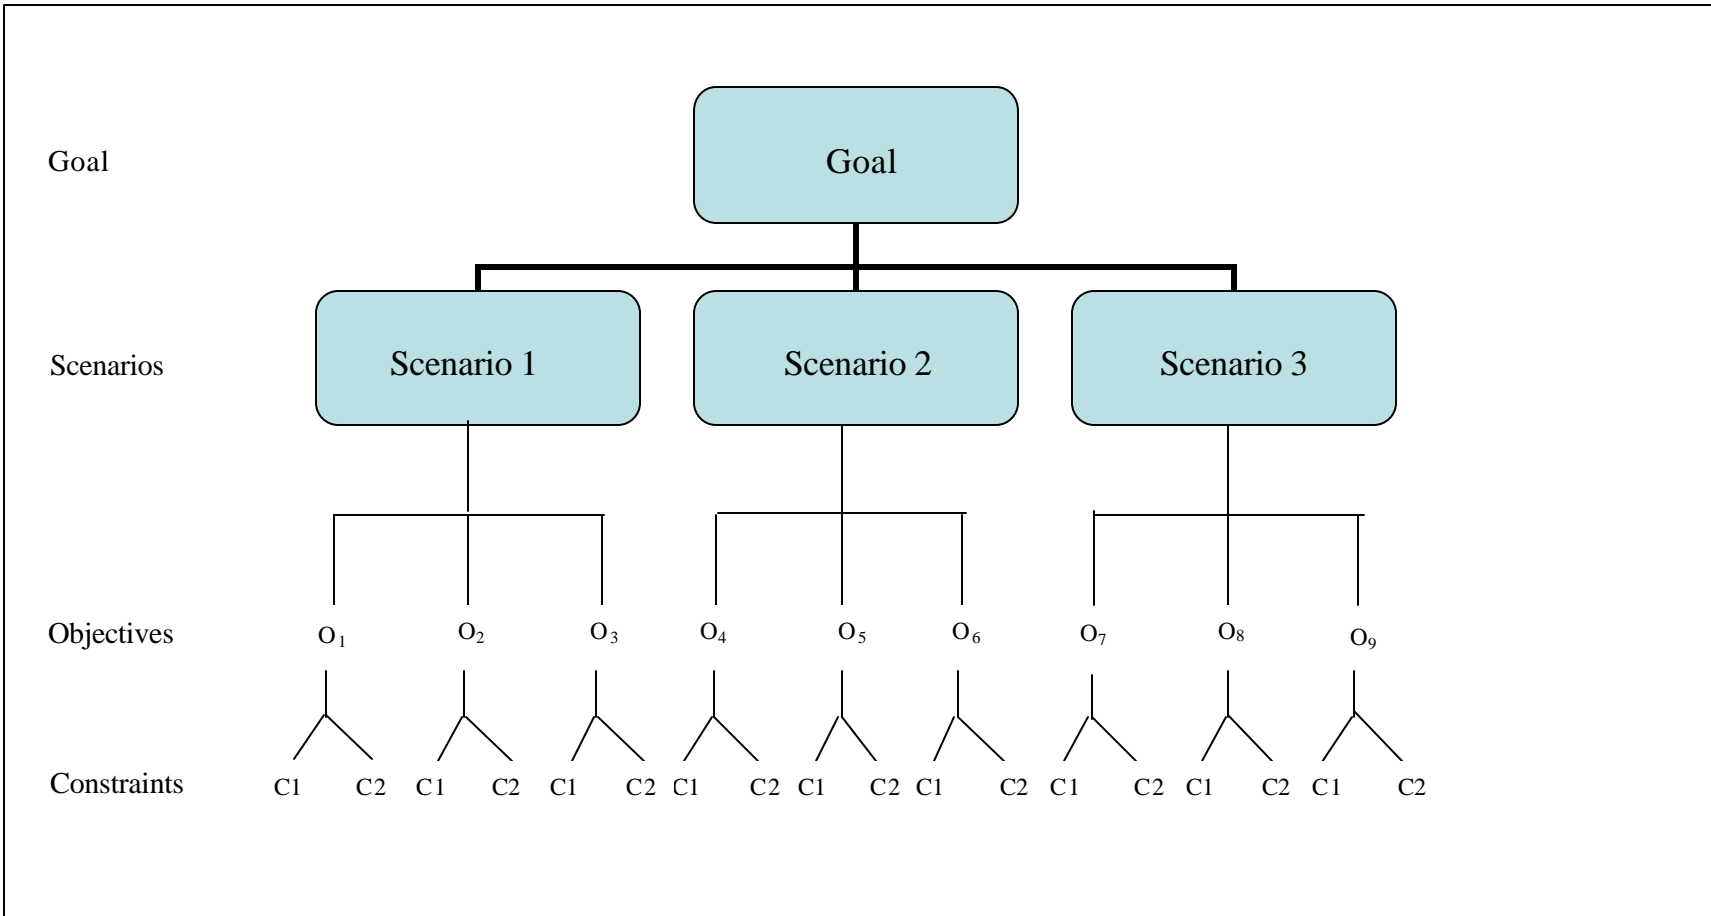 Goal
Goal
Scenarios
Scenario 1 Scenario 2 Scenario 3
Objectives O₁ O₂ O₃ O₄ O₅ O₆ O₇ O₈ O₉
Constraints C1 C2 C1 C2 C1 C2 C1 C2 C1 C2 C1 C2 C1 C2 C1 C2 C1 C2